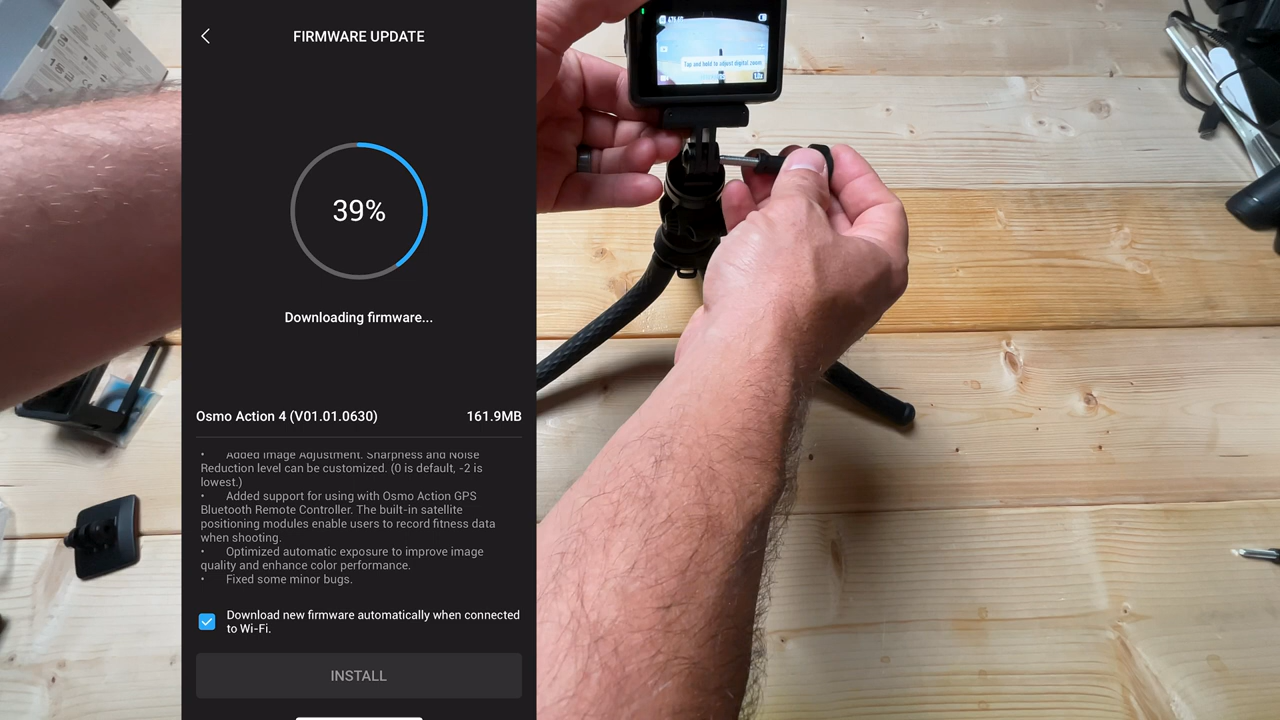 FIRMWARE UPDATE
39%
Downloading firmware...
Osmo Action 4 (V01.01.0630) 161.9MB
• Added Image Adjustment. Sharpness and Noise
Reduction level can be customized. (0 is default, -2 is
lowest.)
• Added support for using with Osmo Action GPS
Bluetooth Remote Controller. The built-in satellite
positioning modules enable users to record fitness data
when shooting.
• Optimized automatic exposure to improve image
quality and enhance color performance.
• Fixed some minor bugs.
Download new firmware automatically when connected
to Wi-Fi.
INSTALL
Tap and hold to adjust digital zoom